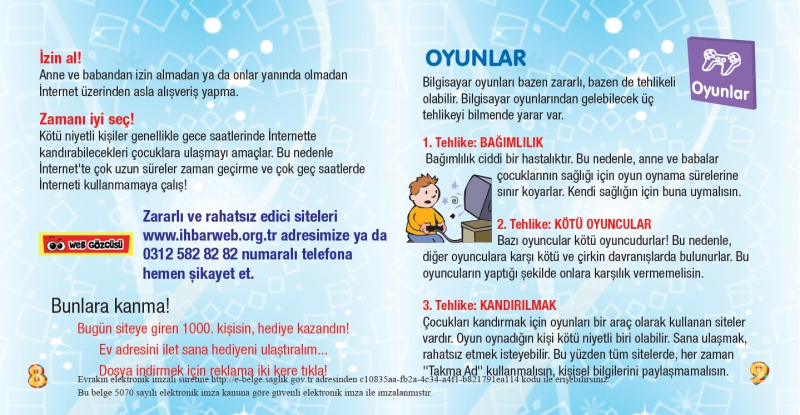 İzin al!
Anne ve babandan izin almadan ya da onlar yanında olmadan
İnternet üzerinden asla alışveriş yapma.
Zamanı iyi seç!
Kötü niyetli kişiler genellikle gece saatlerinde İnternette
kandırabilecekleri çocuklara ulaşmayı amaçlar. Bu nedenle
İnternet'te çok uzun süreler zaman geçirme ve çok geç saatlerde
İnterneti kullanmamaya çalış!
WEB GÖZCÜSÜ
Zararlı ve rahatsız edici siteleri
www.ihbarweb.org.tr adresimize ya da
0312 582 82 82 numaralı telefona
hemen şikayet et.
Bunlara kanma!
Bugün siteye giren 1000. kişisin, hediye kazandın!
Ev adresini ilet sana hediyeni ulaştıralım...
Dosya indirmek için reklama iki kere tıkla!
8
OYUNLAR
Oyunlar
Bilgisayar oyunları bazen zararlı, bazen de tehlikeli
olabilir. Bilgisayar oyunlarından gelebilecek üç
tehlikeyi bilmende yarar var.
1. Tehlike: BAĞIMLILIK
Bağımlılık ciddi bir hastalıktır. Bu nedenle, anne ve babalar
çocuklarının sağlığı için oyun oynama sürelerine
sınır koyarlar. Kendi sağlığın için buna uymalısın.
2. Tehlike: KÖTÜ OYUNCULAR
Bazı oyuncular kötü oyuncudurlar! Bu nedenle,
diğer oyunculara karşı kötü ve çirkin davranışlarda bulunurlar. Bu
oyuncuların yaptığı şekilde onlara karşılık vermemelisin.
3. Tehlike: KANDIRILMAK
Çocukları kandırmak için oyunları bir araç olarak kullanan siteler
vardır. Oyun oynadığın kişi kötü niyetli biri olabilir. Sana ulaşmak,
rahatsız etmek isteyebilir. Bu yüzden tüm sitelerde, her zaman
"Takma Ad" kullanmalısın, kişisel bilgilerini paylaşmamalısın.
9
Evrakın elektronik imzalı suretine http://e-belge.saglik.gov.tr adresinden c10835aa-fb2a-4c34-a4f1-b821791ea114 kodu ile erişebilirsiniz.
Bu belge 5070 sayılı elektronik imza kanuna göre güvenli elektronik imza ile imzalanmıştır.